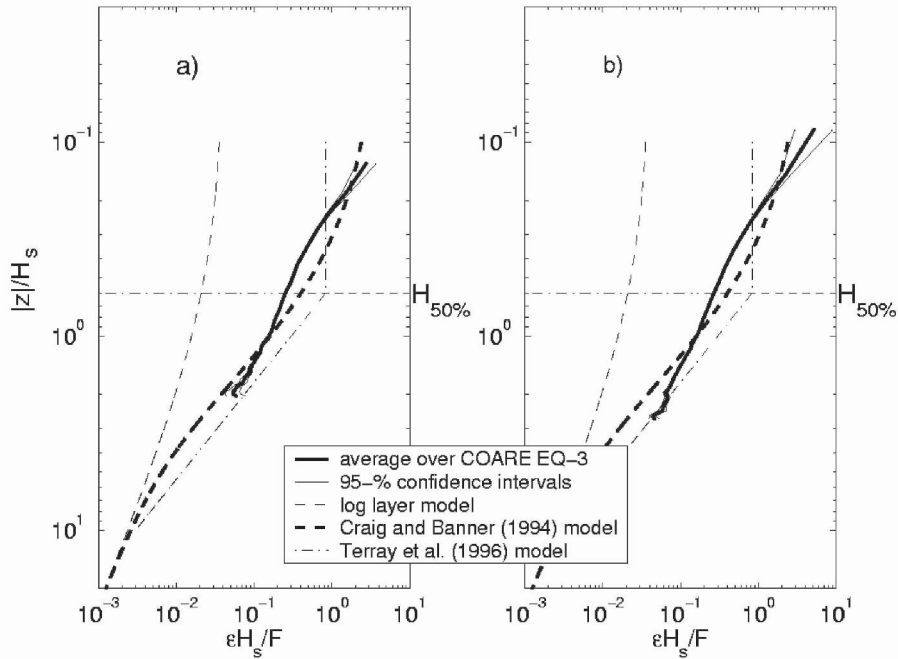 a)
b)
10⁻¹
10⁰
10¹
|z|/Hₛ
H₅₀%
10⁻³ 10⁻² 10⁻¹ 10⁰ 10¹
εHₛ/F
10⁻¹
10⁰
10¹
H₅₀%
10⁻³ 10⁻² 10⁻¹ 10⁰ 10¹
εHₛ/F
average over COARE EQ-3
95-% confidence intervals
log layer model
Craig and Banner (1994) model
Terray et al. (1996) model